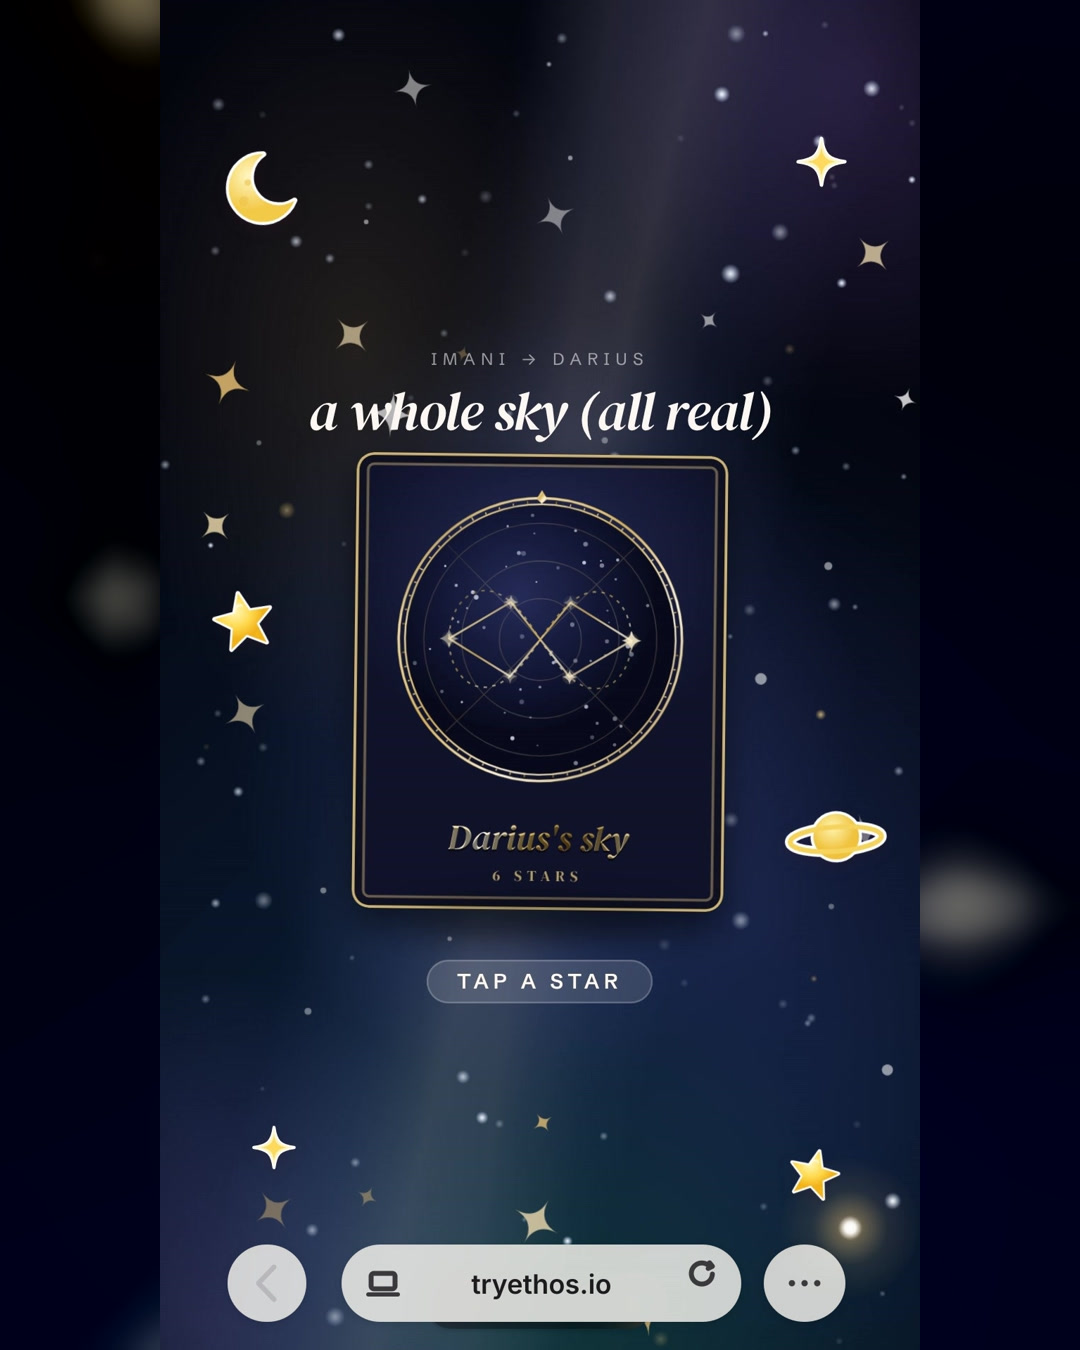 IMANI → DARIUS
a whole sky (all real)
Darius's sky
6 STARS
TAP A STAR
tryethos.io